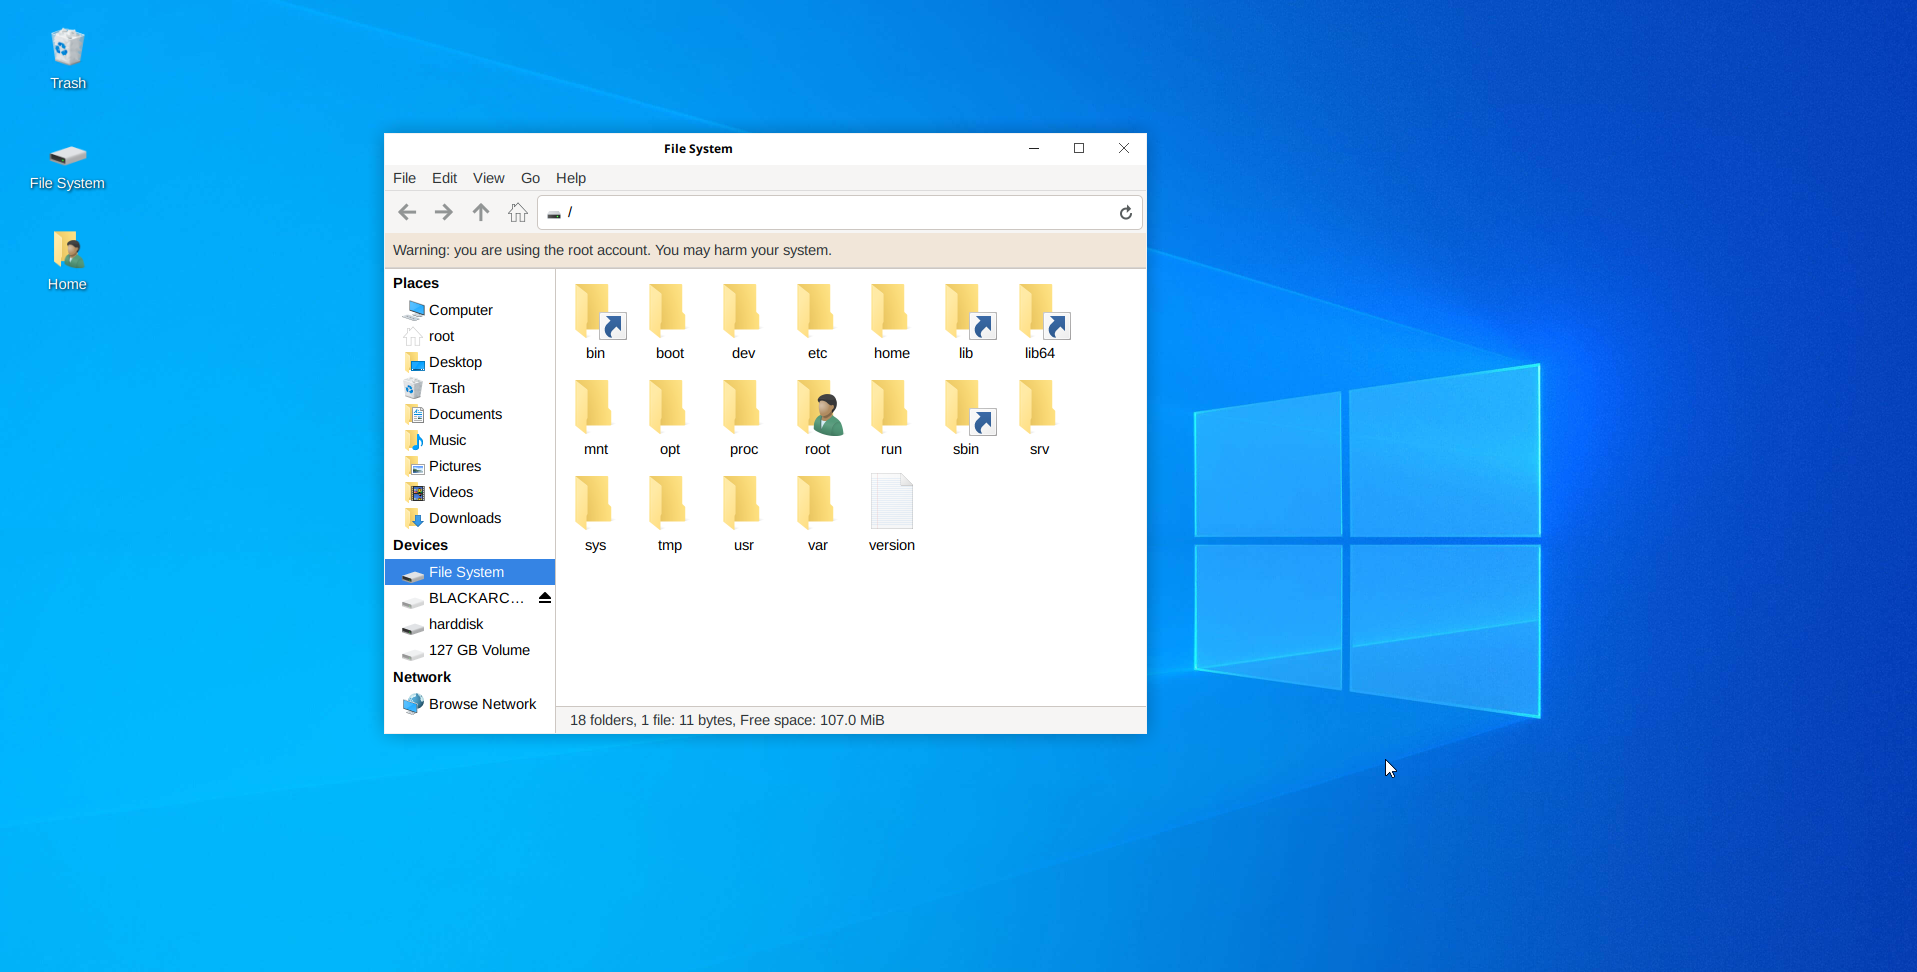 Trash
File System
Home
File System
File Edit View Go Help
/
Warning: you are using the root account. You may harm your system.
Places
Computer
root
Desktop
Trash
Documents
Music
Pictures
Videos
Downloads
Devices
File System
BLACKARC...
harddisk
127 GB Volume
Network
Browse Network
bin boot dev etc home lib lib64
mnt opt proc root run sbin srv
sys tmp usr var version
18 folders, 1 file: 11 bytes, Free space: 107.0 MiB